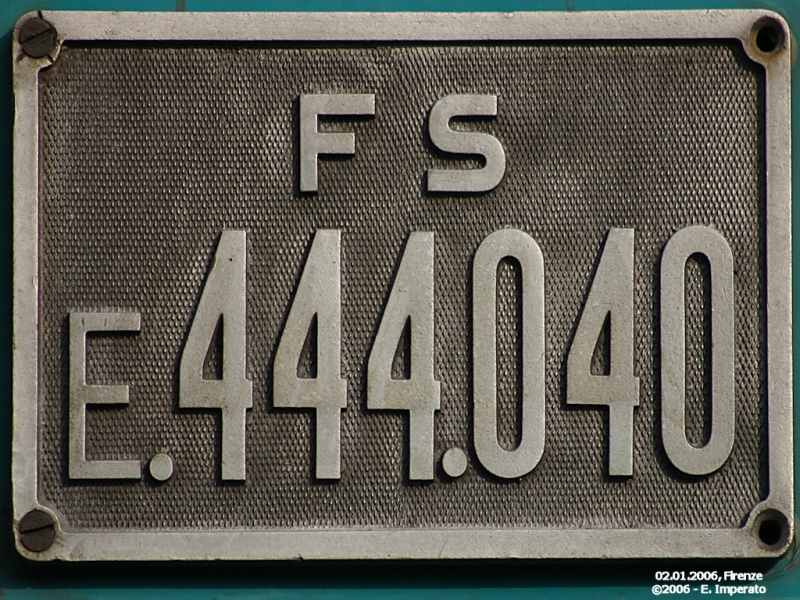 FS
E.444.040
02.01.2006, Firenze
©2006 - E. Imperato